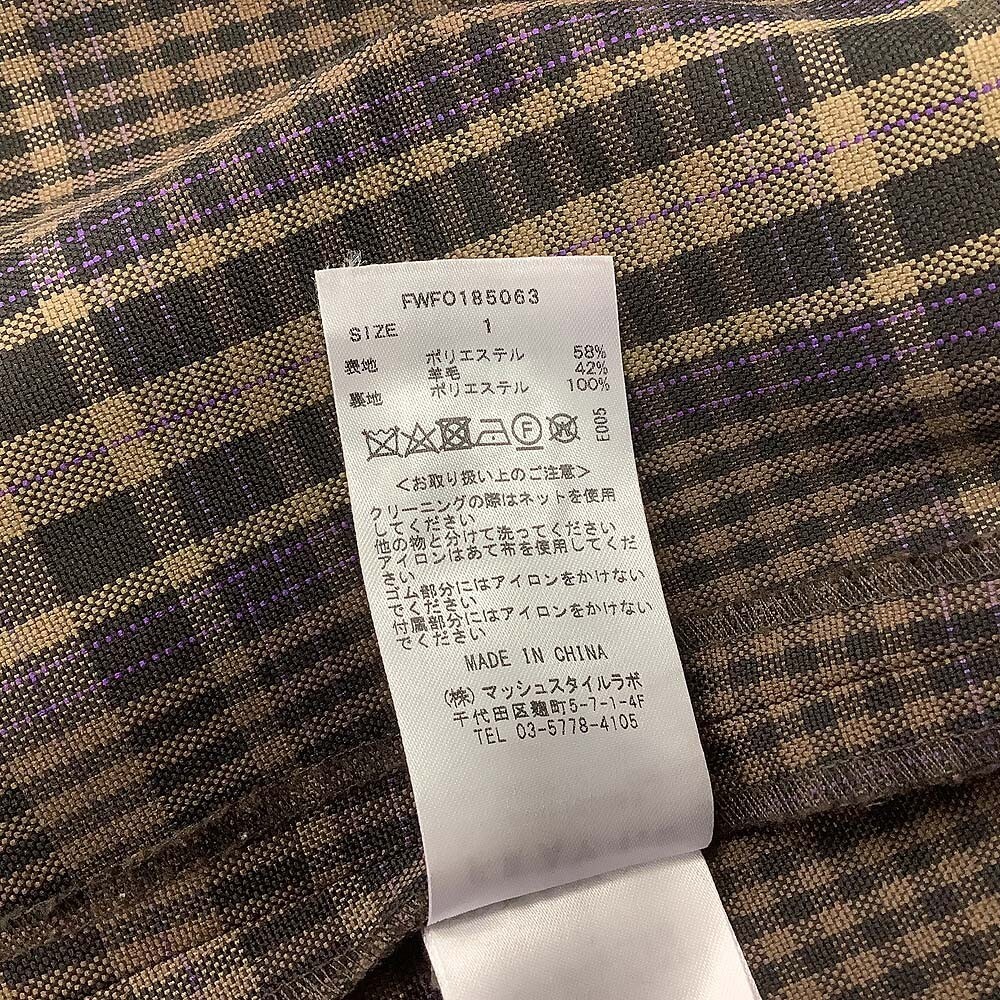 FWFO185063
SIZE 1
表地 ポリエステル 58%
羊毛 42%
裏地 ポリエステル 100%
F W E005
<お取り扱い上のご注意>
クリーニングの際はネットを使用
してください
他の物と分けて洗ってください
アイロンはあて布を使用してくだ
さい
ゴム部分にはアイロンをかけない
でください
付属部分にはアイロンをかけない
でください
MADE IN CHINA
(株)マッシュスタイルラボ
千代田区麹町5-7-1-4F
TEL 03-5778-4105